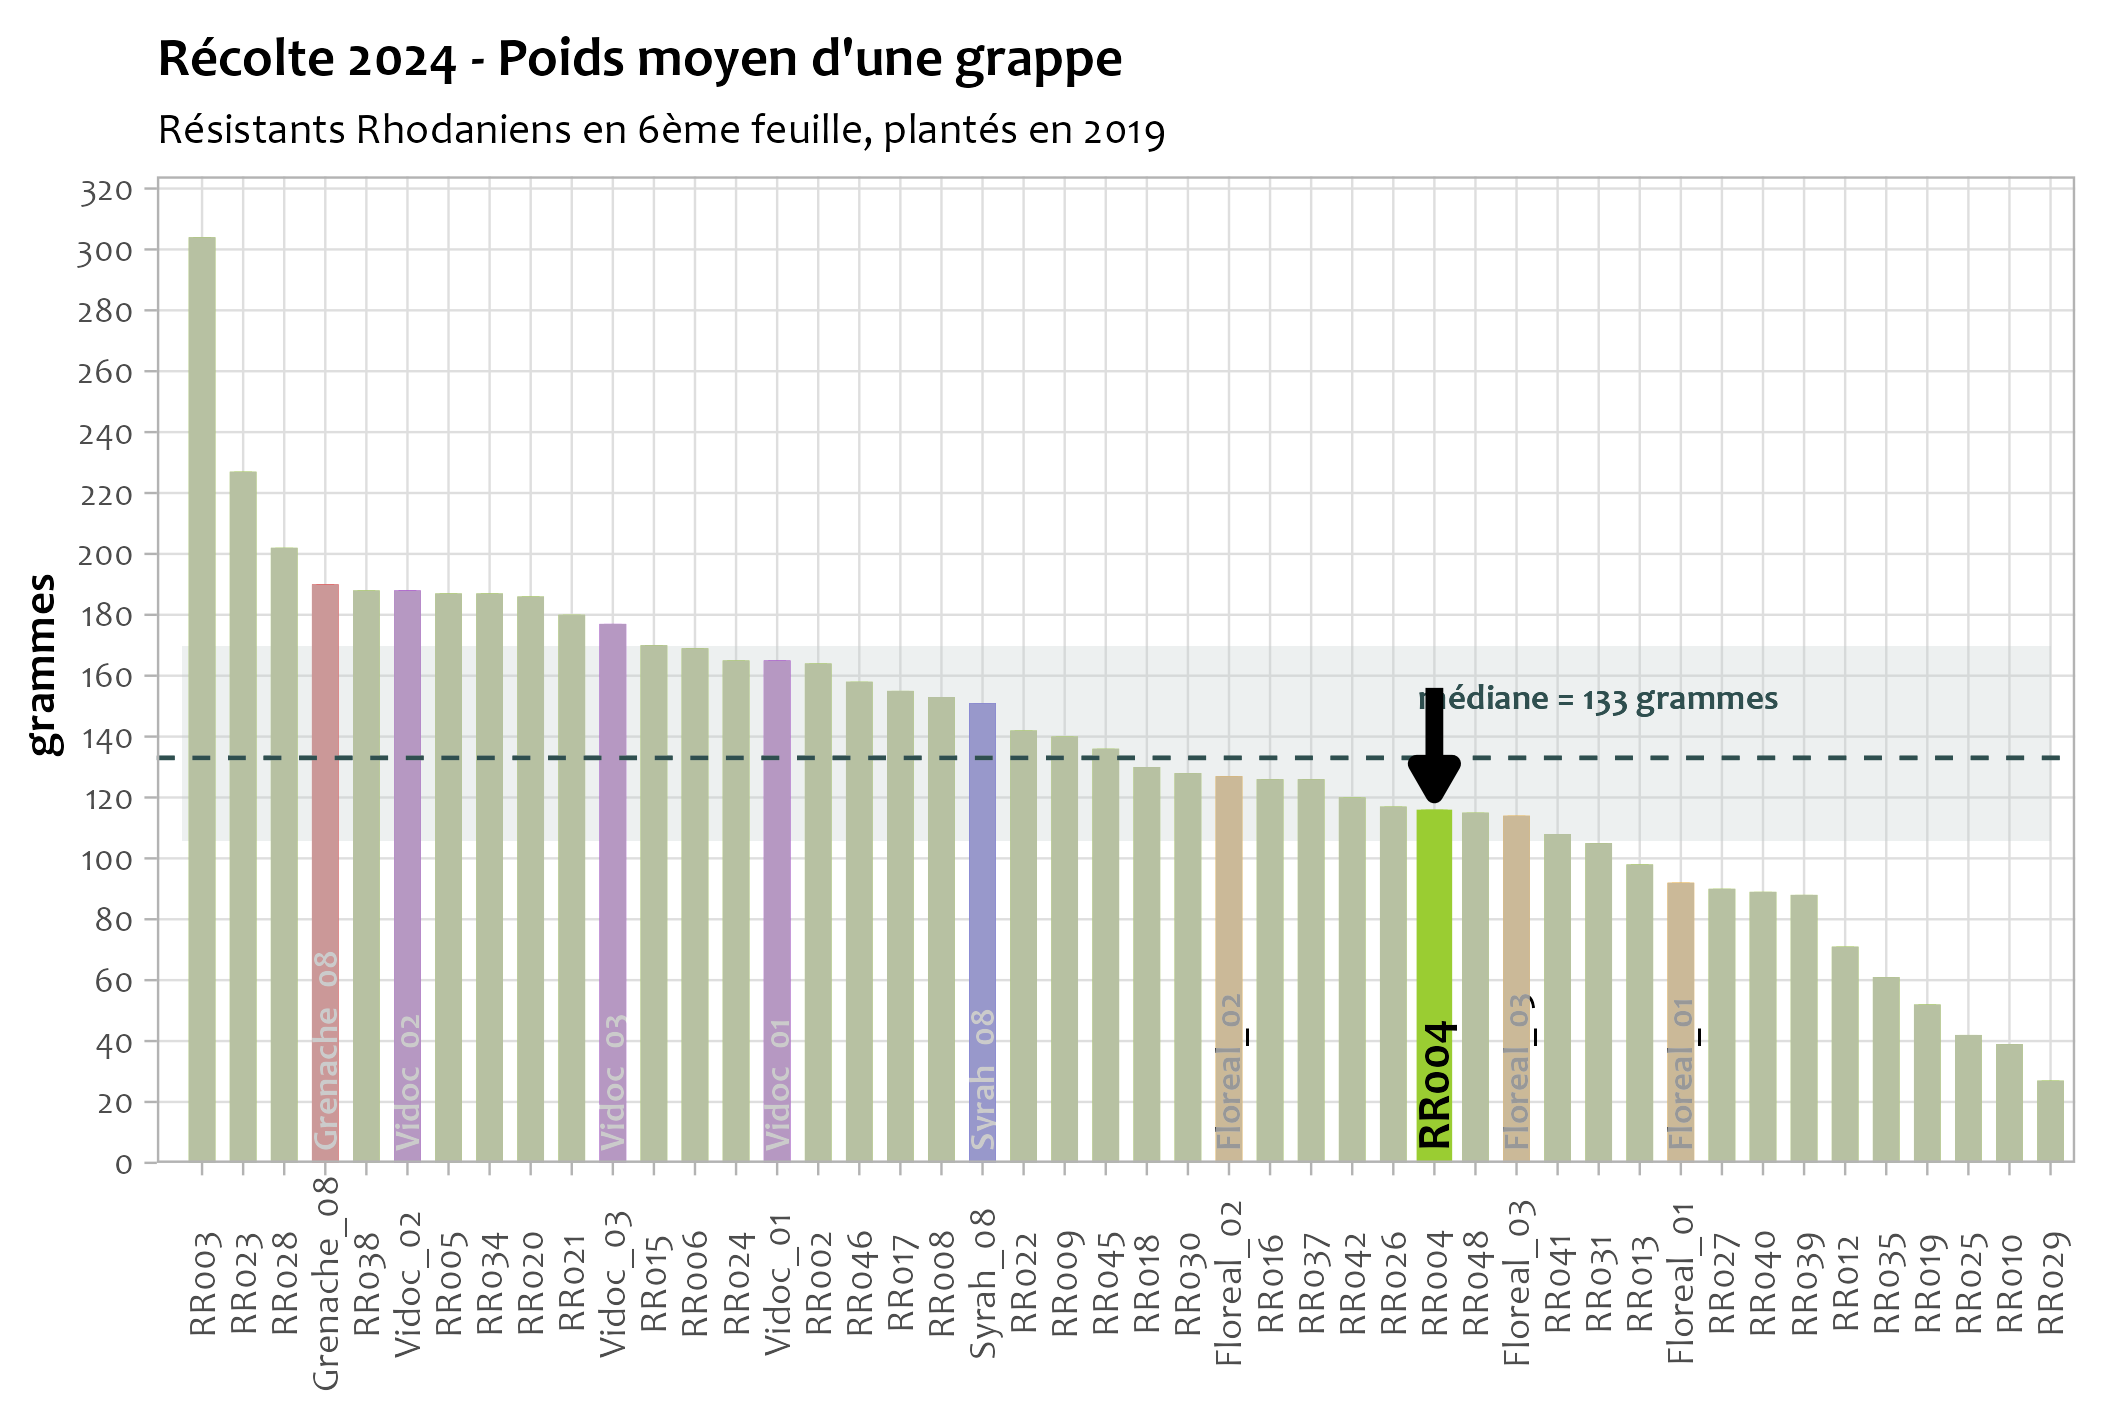 Récolte 2024 - Poids moyen d'une grappe
Résistants Rhodaniens en 6ème feuille, plantés en 2019
grammes
320
300
280
260
240
220
200
180
160
140
120
100
80
60
40
20
0
médiane = 133 grammes
Grenache_08
Vidoc_02
Vidoc_03
Vidoc_01
Syrah_08
Floreal_02
RR004
Floreal_03
Floreal_01
RR003
RR023
RR028
Grenache_08
RR038
Vidoc_02
RR005
RR034
RR020
RR021
Vidoc_03
RR015
RR006
RR024
Vidoc_01
RR002
RR046
RR017
RR008
Syrah_08
RR022
RR009
RR045
RR018
RR030
Floreal_02
RR016
RR037
RR042
RR026
RR004
RR048
Floreal_03
RR041
RR031
RR013
Floreal_01
RR027
RR040
RR039
RR012
RR035
RR019
RR025
RR010
RR029